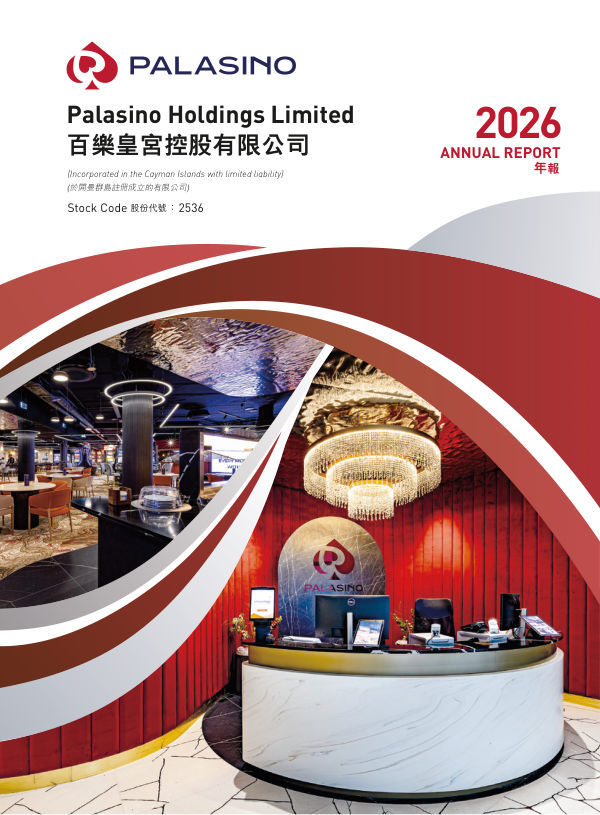 PALASINO
Palasino Holdings Limited
百樂皇宮控股有限公司
(Incorporated in the Cayman Islands with limited liability)
(於開曼群島註冊成立的有限公司)
Stock Code 股份代號：2536
2026
ANNUAL REPORT
年報
PALASINO
DELL